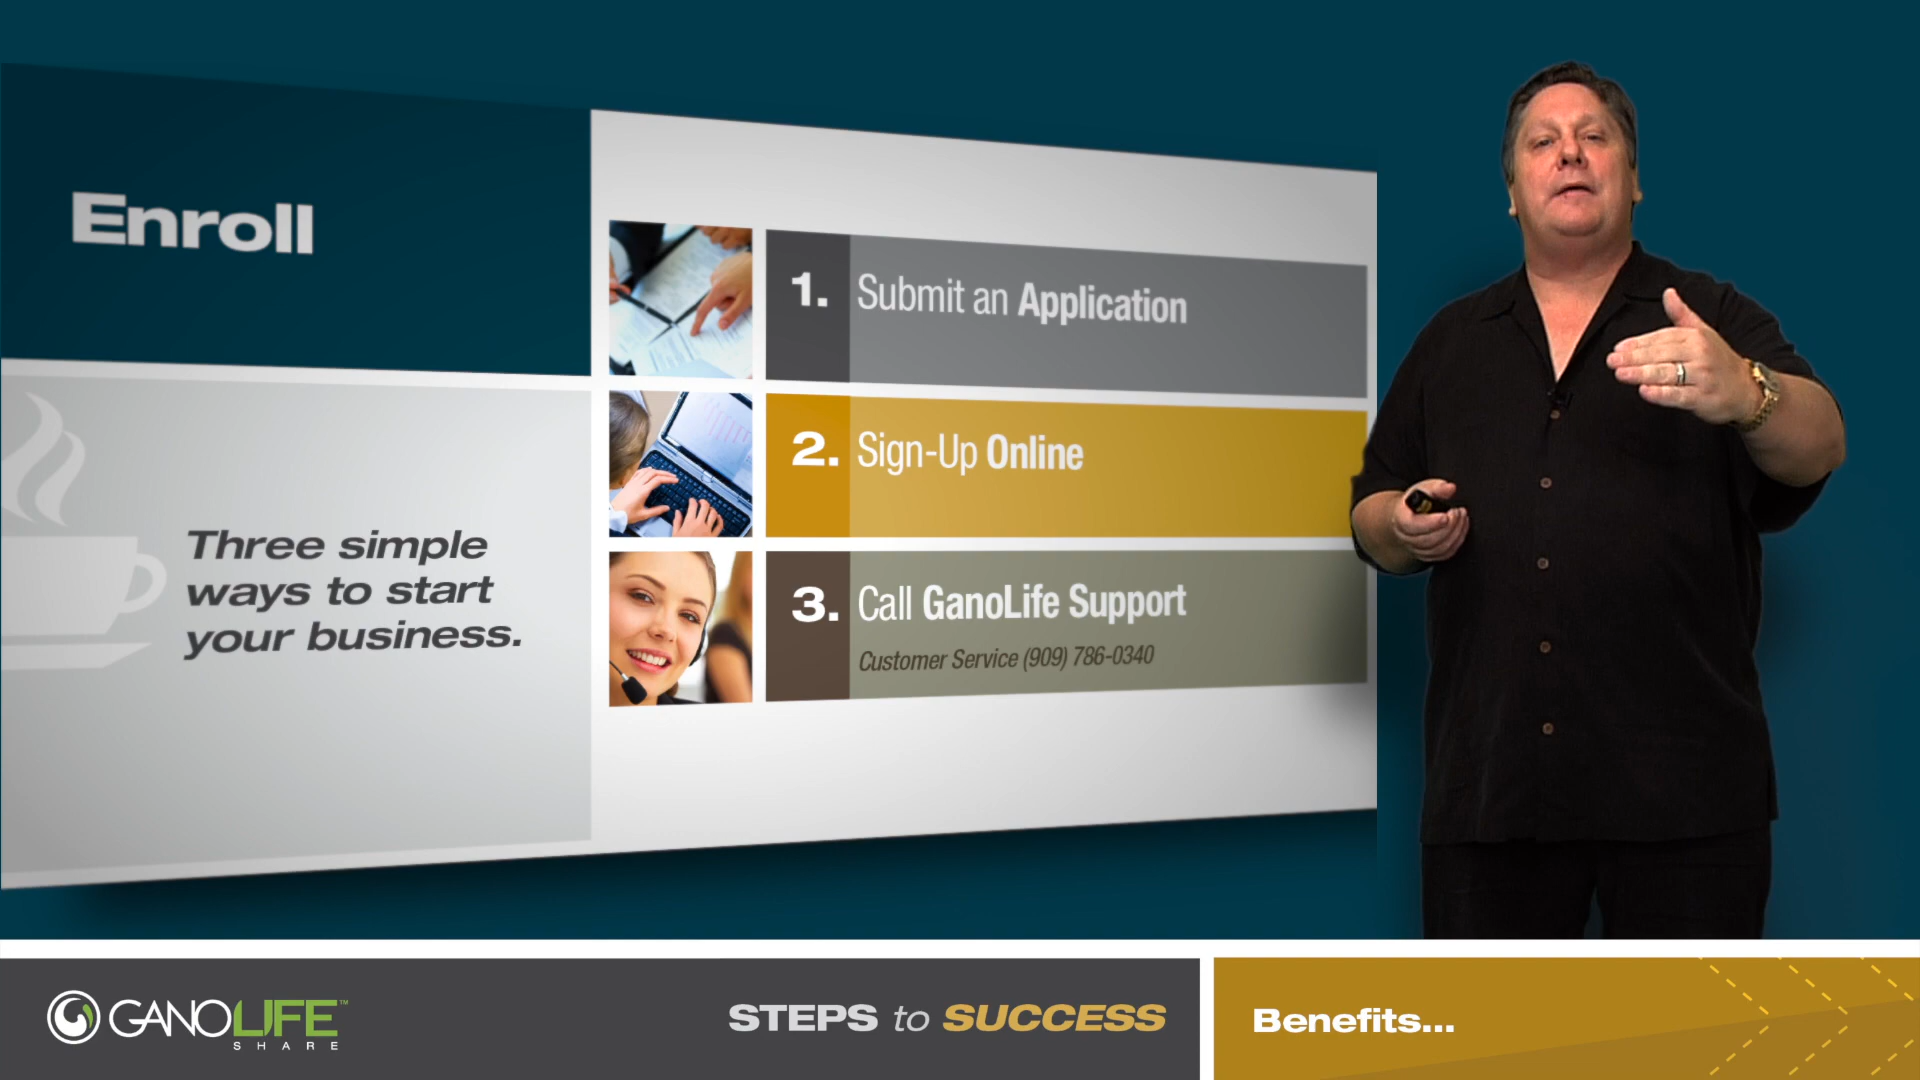 Enroll
Three simple
ways to start
your business.
1. Submit an Application
2. Sign-Up Online
3. Call GanoLife Support
Customer Service (909) 786-0340
GANOLIFE™
SHARE
STEPS to SUCCESS
Benefits...